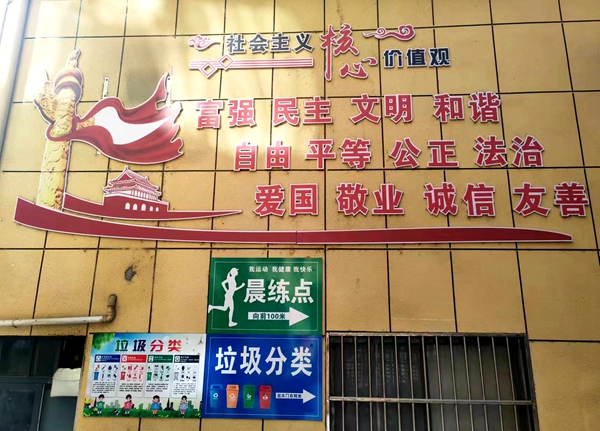 社会主义核心价值观
富强 民主 文明 和谐
自由 平等 公正 法治
爱国 敬业 诚信 友善
我运动 我健康 我快乐
晨练点
向前100米
垃圾分类
垃圾分类